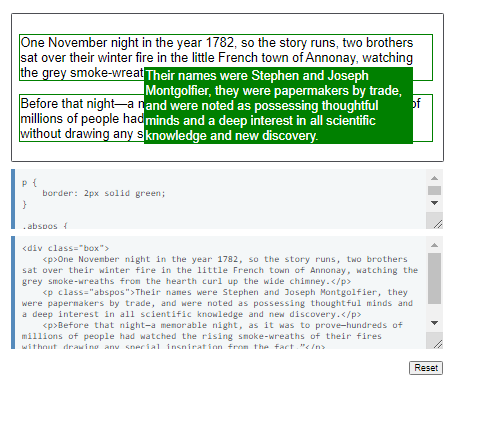 One November night in the year 1782, so the story runs, two brothers
sat over their winter fire in the little French town of Annonay, watching
the grey smoke-wreat
Their names were Stephen and Joseph
Montgolfier, they were papermakers by trade,
and were noted as possessing thoughtful
minds and a deep interest in all scientific
knowledge and new discovery.
Before that night—a of
millions of people had
without drawing any s
p {
border: 2px solid green;
}
.abspos {
<div class="box">
<p>One November night in the year 1782, so the story runs, two brothers
sat over their winter fire in the little French town of Annonay, watching the
grey smoke-wreaths from the hearth curl up the wide chimney.</p>
<p class="abspos">Their names were Stephen and Joseph Montgolfier, they
were papermakers by trade, and were noted as possessing thoughtful minds and
a deep interest in all scientific knowledge and new discovery.</p>
<p>Before that night—a memorable night, as it was to prove—hundreds of
millions of people had watched the rising smoke-wreaths of their fires
without drawing any special inspiration from the fact."</p>
Reset